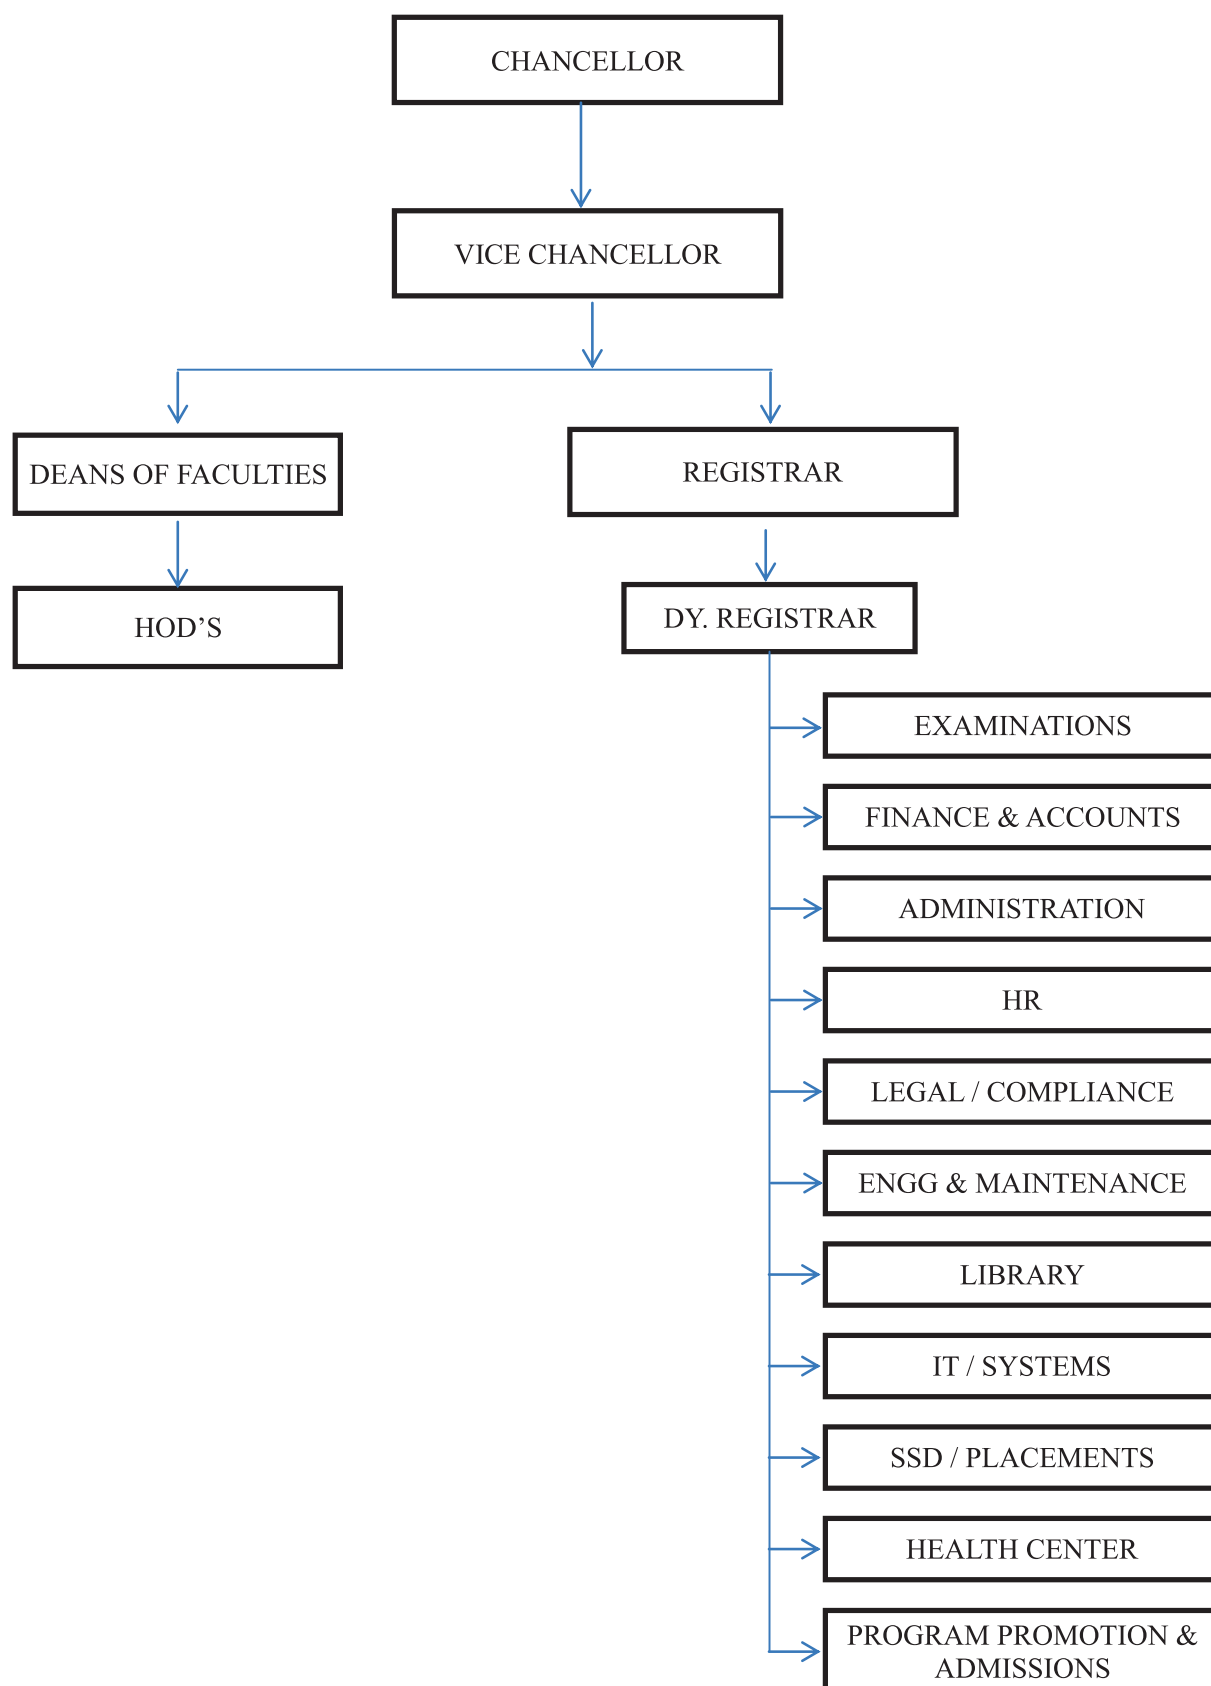 CHANCELLOR
VICE CHANCELLOR
DEANS OF FACULTIES
REGISTRAR
HOD’S
DY. REGISTRAR
EXAMINATIONS
FINANCE & ACCOUNTS
ADMINISTRATION
HR
LEGAL / COMPLIANCE
ENGG & MAINTENANCE
LIBRARY
IT / SYSTEMS
SSD / PLACEMENTS
HEALTH CENTER
PROGRAM PROMOTION &
ADMISSIONS